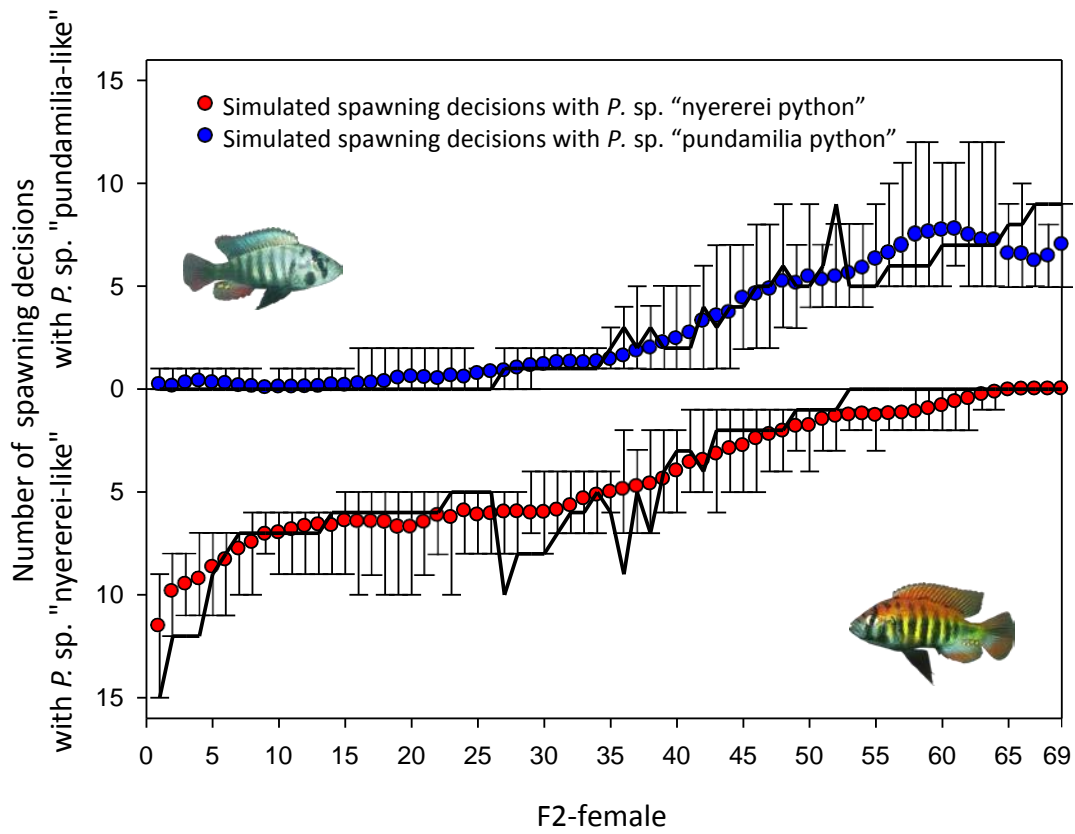 Number of spawning decisions
with P. sp. "nyererei-like" with P. sp. "pundamilia-like"
15
10
5
0
5
10
15
Simulated spawning decisions with P. sp. “nyererei python”
Simulated spawning decisions with P. sp. “pundamilia python”
0 5 10 15 20 25 30 35 40 45 50 55 60 65 69
F2-female